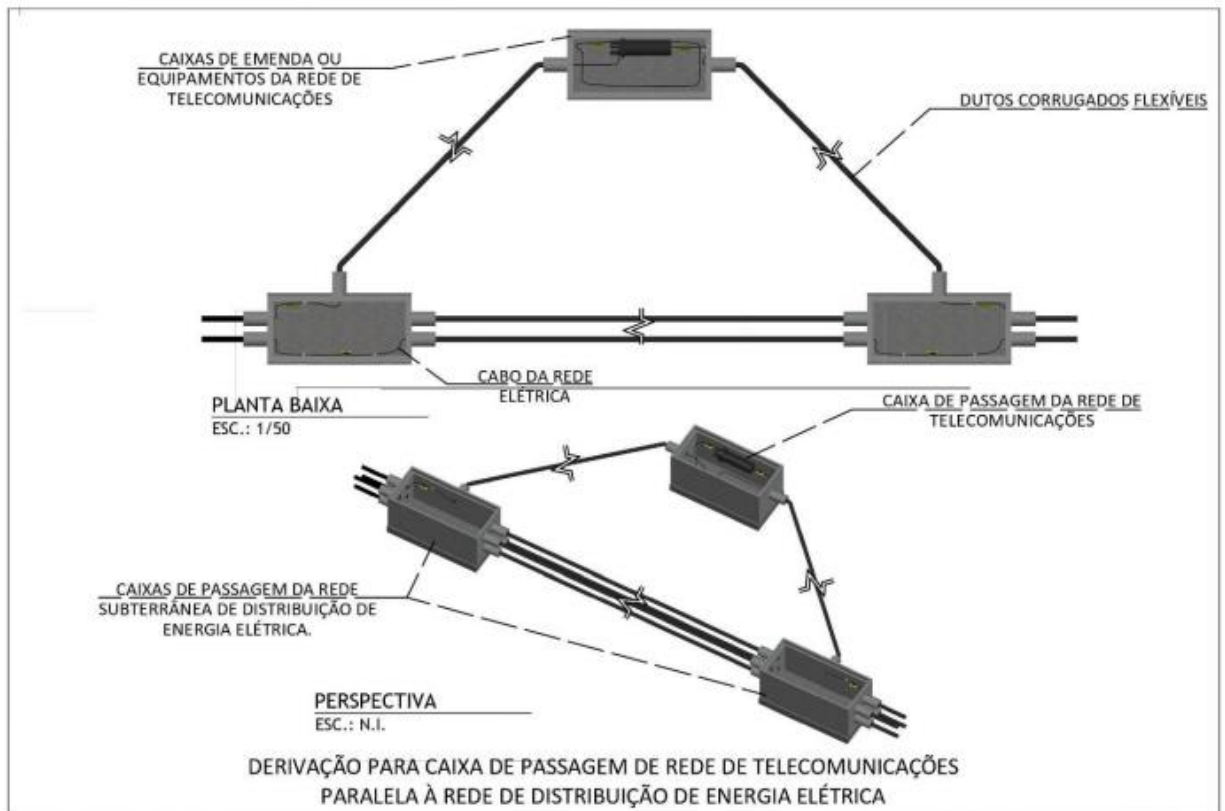 CAIXAS DE EMENDA OU
EQUIPAMENTOS DA REDE DE
TELECOMUNICAÇÕES
DUTOS CORRUGADOS FLEXÍVEIS
CABO DA REDE
ELÉTRICA
PLANTA BAIXA
ESC.: 1/50
CAIXA DE PASSAGEM DA REDE DE
TELECOMUNICAÇÕES
CAIXAS DE PASSAGEM DA REDE
SUBTERRÂNEA DE DISTRIBUIÇÃO DE
ENERGIA ELÉTRICA.
PERSPECTIVA
ESC.: N.I.
DERIVAÇÃO PARA CAIXA DE PASSAGEM DE REDE DE TELECOMUNICAÇÕES
PARALELA À REDE DE DISTRIBUIÇÃO DE ENERGIA ELÉTRICA